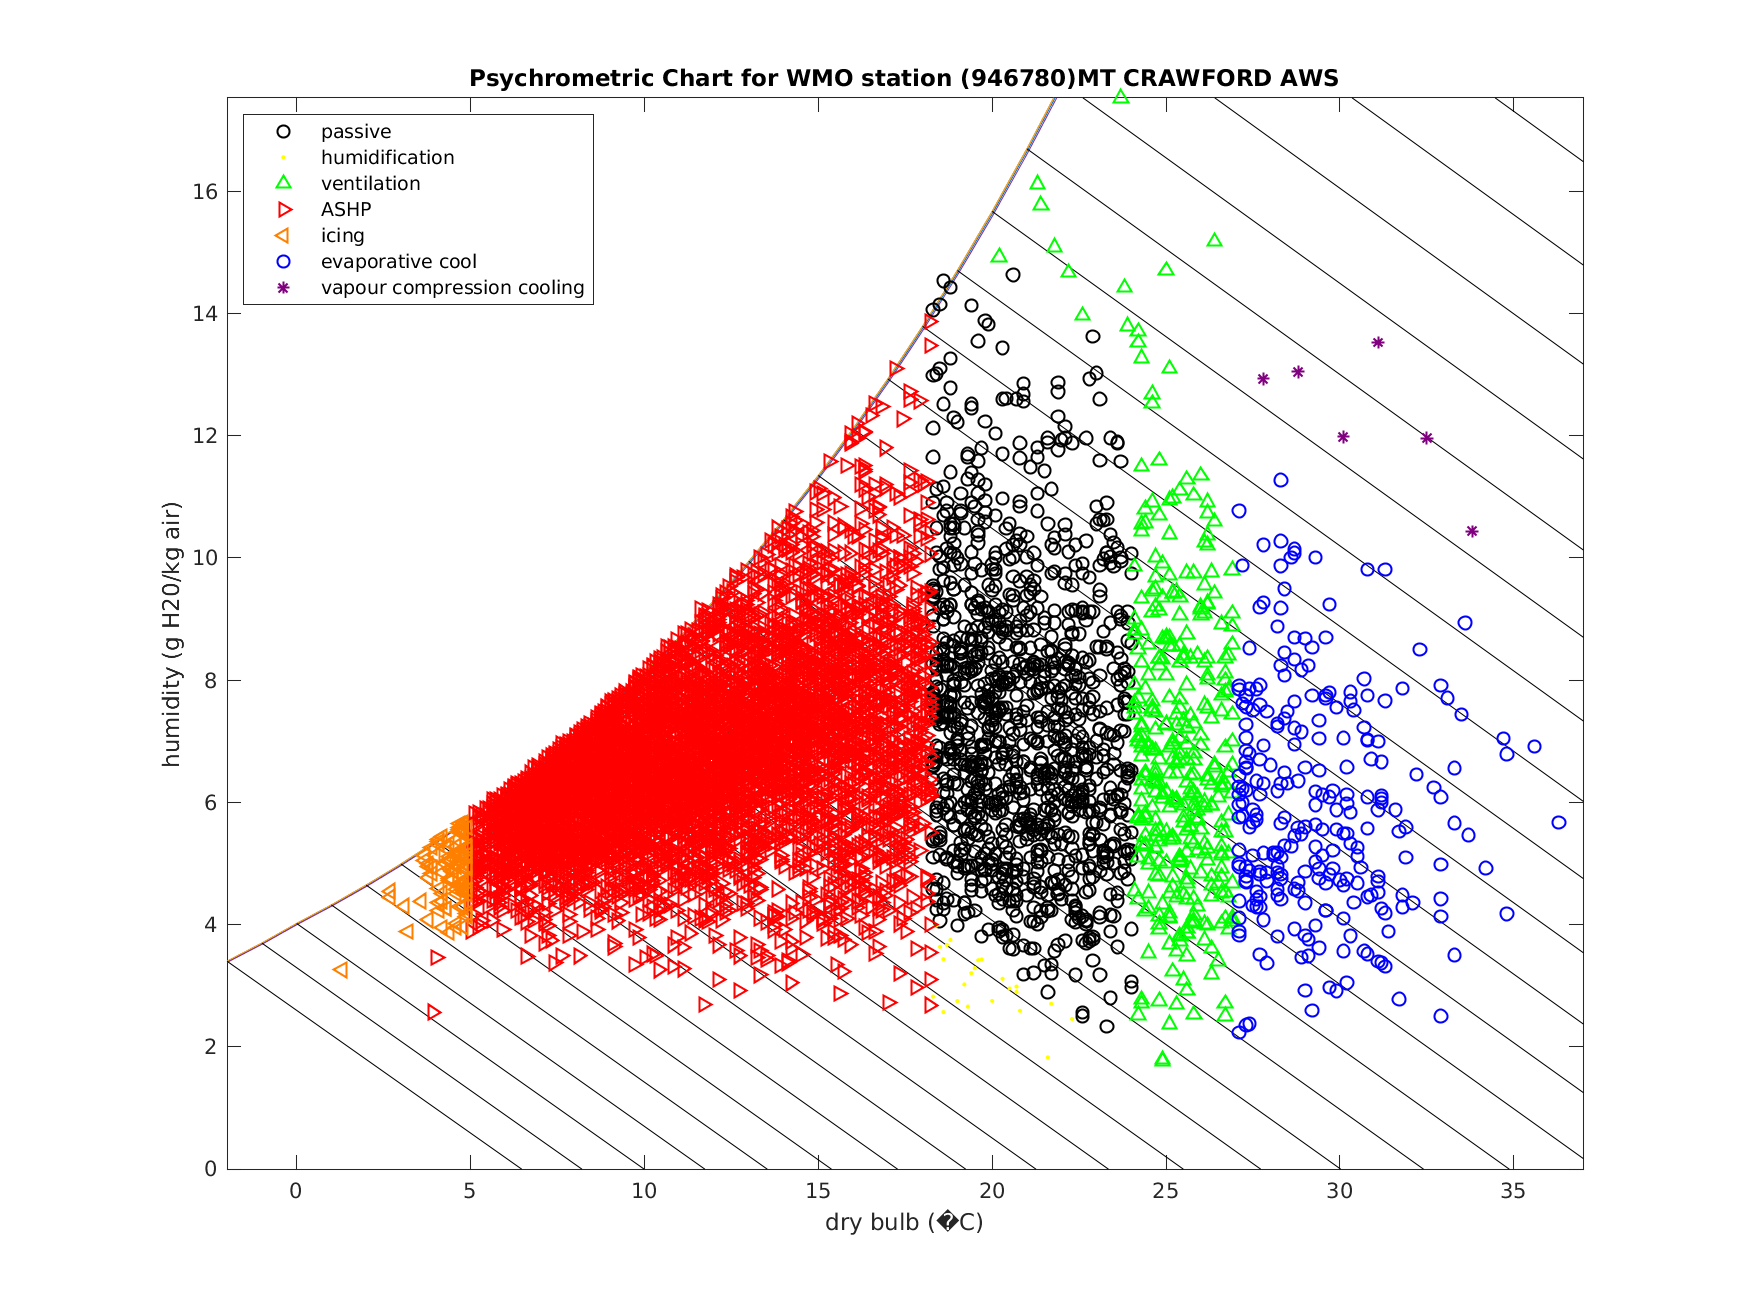 Psychrometric Chart for WMO station (946780)MT CRAWFORD AWS
passive
humidification
ventilation
ASHP
icing
evaporative cool
vapour compression cooling
humidity (g H20/kg air)
16
14
12
10
8
6
4
2
0
0 5 10 15 20 25 30 35
dry bulb (�C)